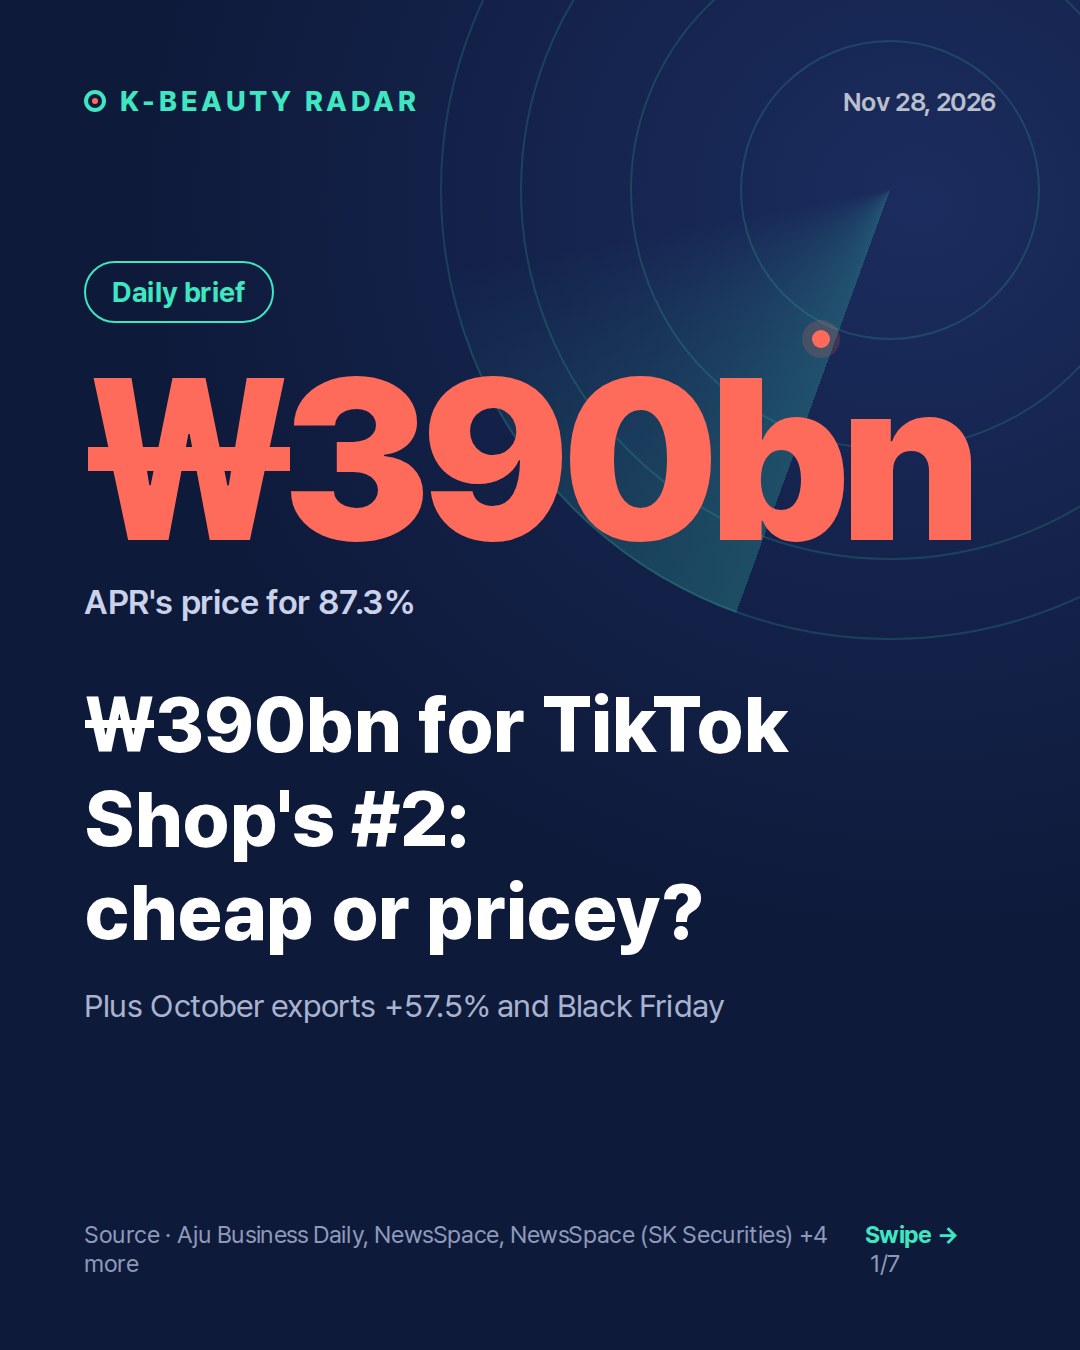 K-BEAUTY RADAR
Nov 28, 2026
Daily brief
₩390bn
APR's price for 87.3%
₩390bn for TikTok
Shop's #2:
cheap or pricey?
Plus October exports +57.5% and Black Friday
Source · Aju Business Daily, NewsSpace, NewsSpace (SK Securities) +4
more
Swipe →
1/7